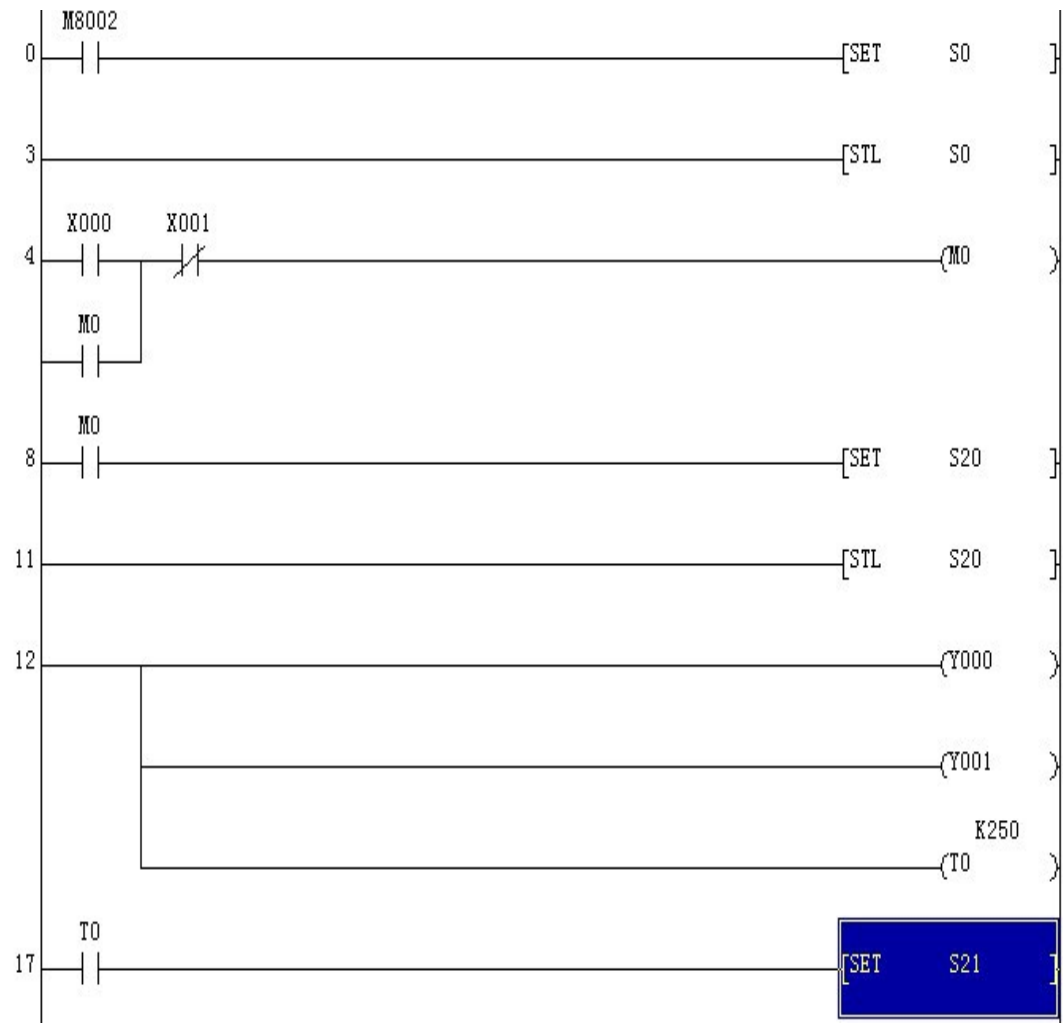 M8002
0 [SET S0 ]
3 [STL S0 ]
X000 X001
4 (M0 )
M0
M0
8 [SET S20 ]
11 [STL S20 ]
12 (Y000 )
(Y001 )
K250
(T0 )
T0
17 [SET S21 ]